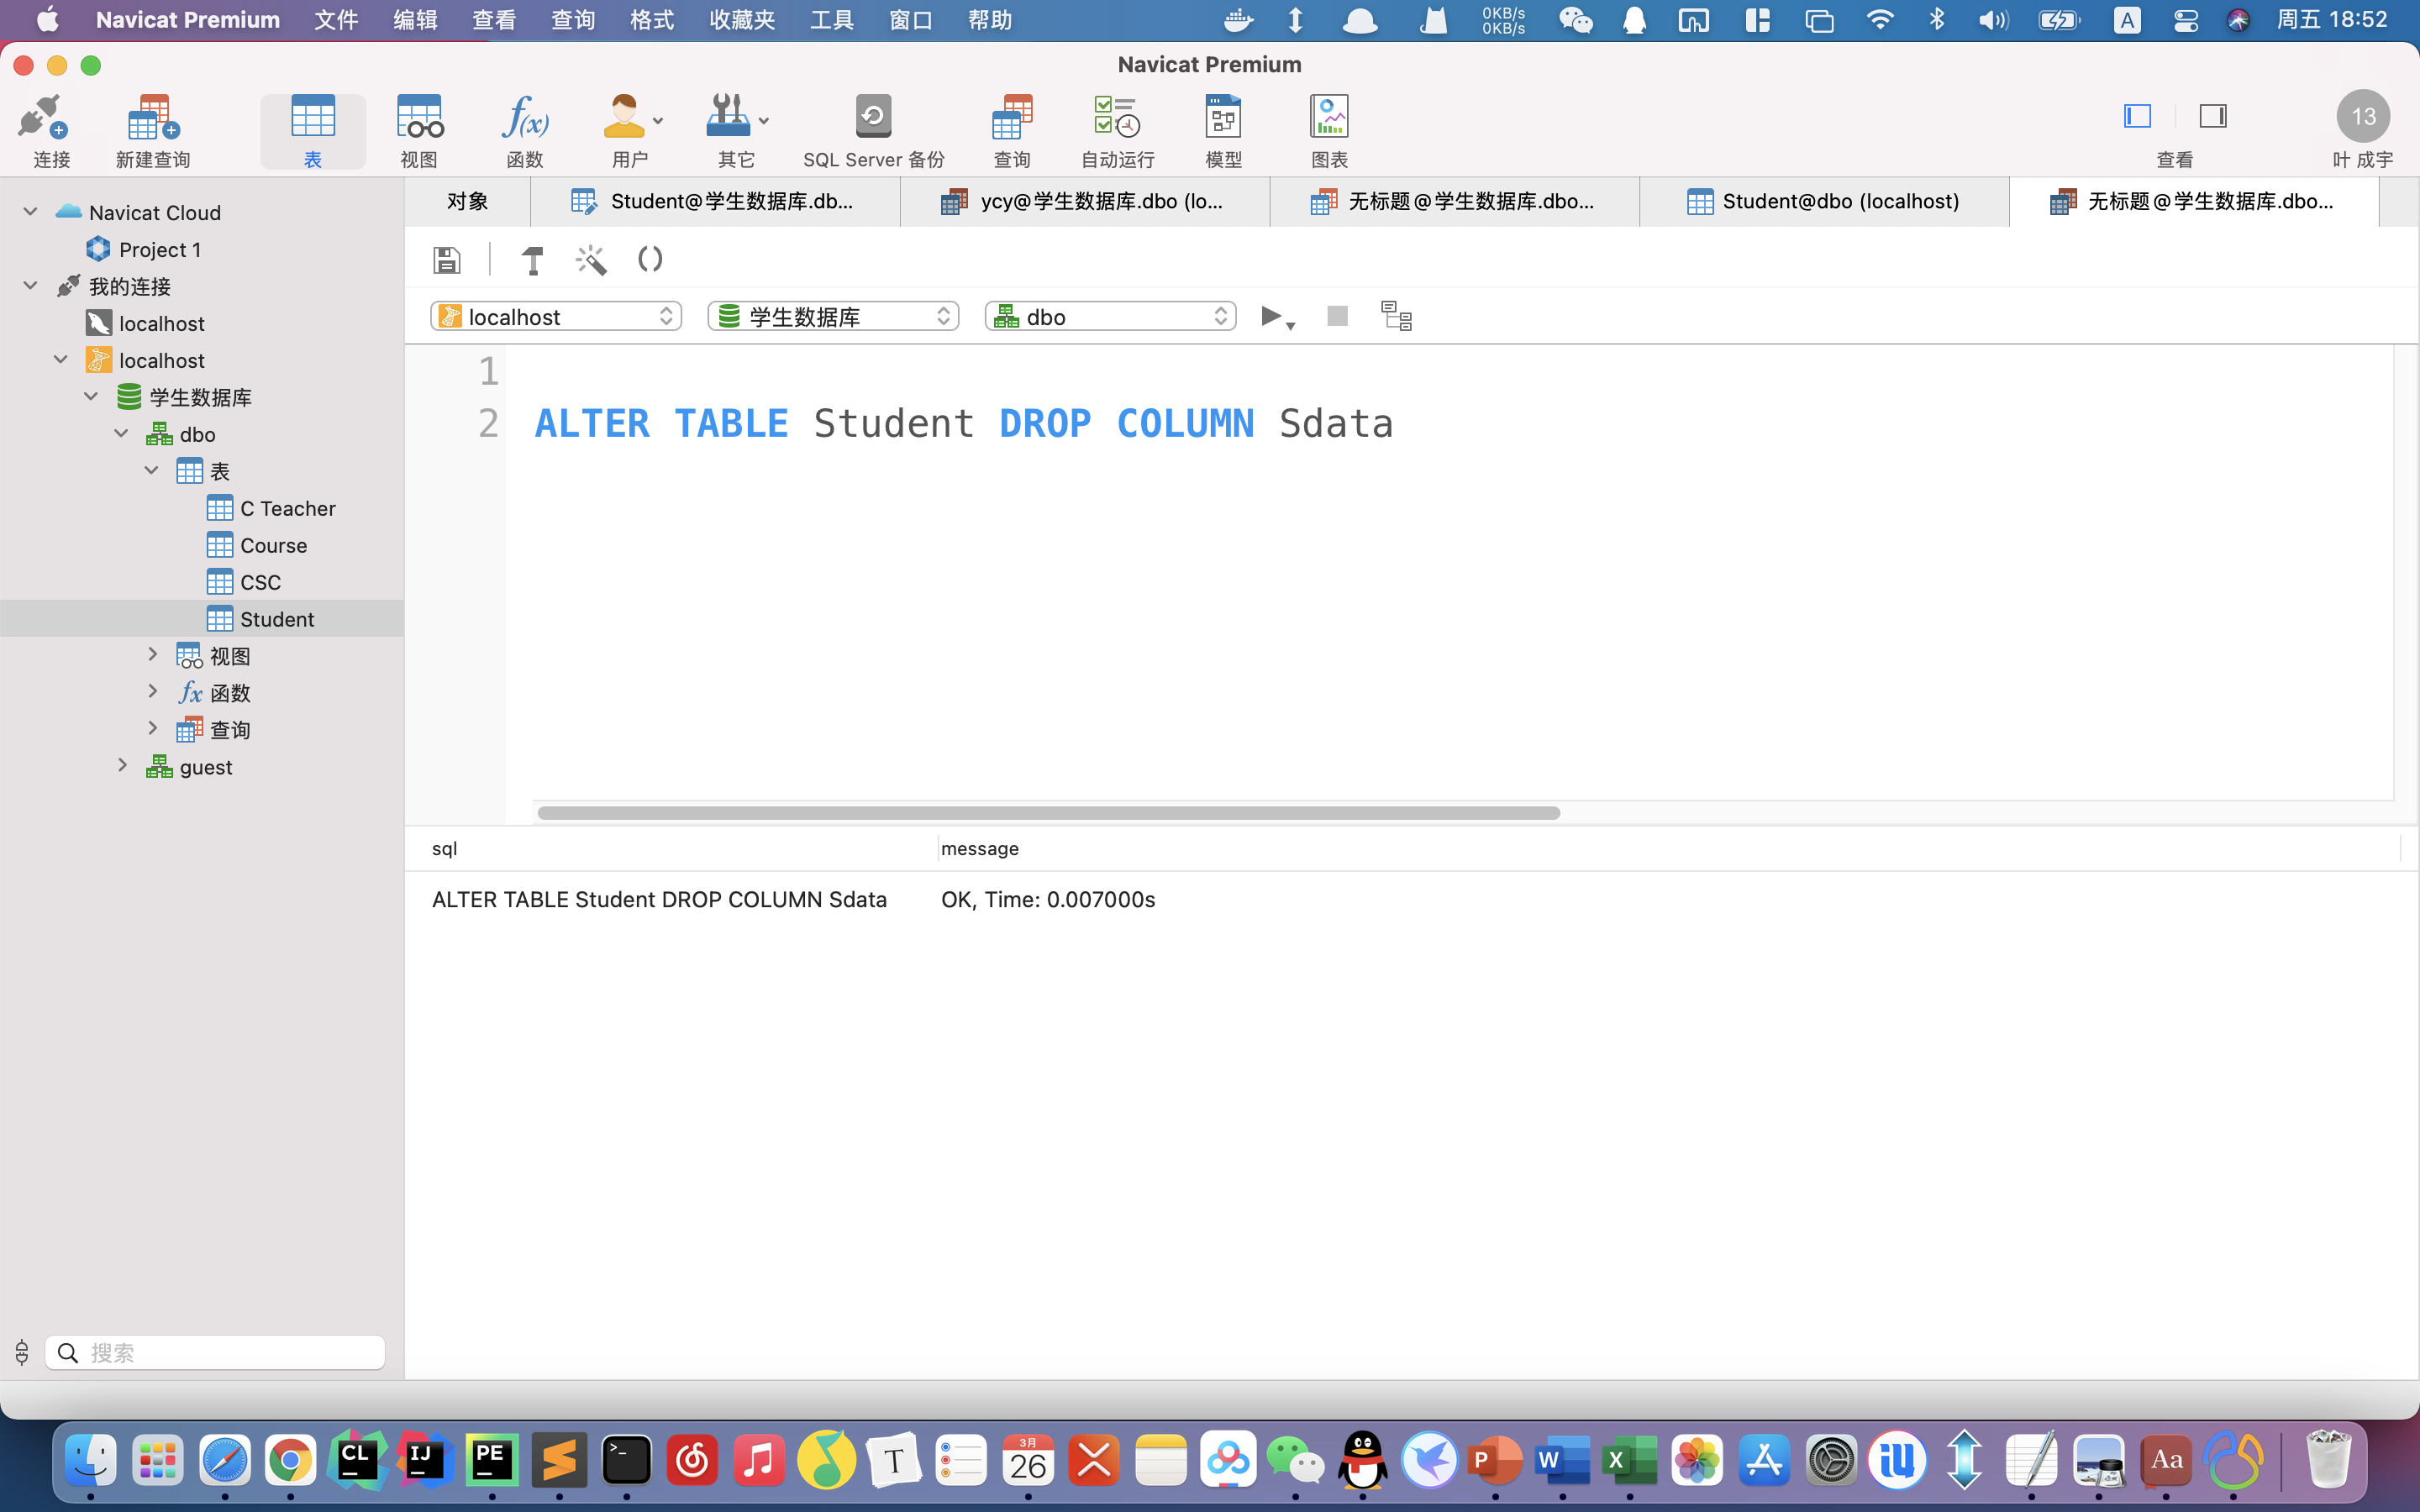 Navicat Premium 文件 编辑 查看 查询 格式 收藏夹 工具 窗口 帮助 0KB/s 0KB/s A 周五 18:52
Navicat Premium
连接 新建查询 表 视图 函数 用户 其它 SQL Server 备份 查询 自动运行 模型 图表 查看 13 叶 成宇
对象 Student@学生数据库.db... ycy@学生数据库.dbo (lo... 无标题@学生数据库.dbo... Student@dbo (localhost) 无标题@学生数据库.dbo...
Navicat Cloud
Project 1
我的连接
localhost
localhost
学生数据库
dbo
表
C Teacher
Course
CSC
Student
视图
函数
查询
guest
搜索
localhost 学生数据库 dbo
1
2 ALTER TABLE Student DROP COLUMN Sdata
sql message
ALTER TABLE Student DROP COLUMN Sdata OK, Time: 0.007000s
CL IJ PE T 3月 26 P W X Aa